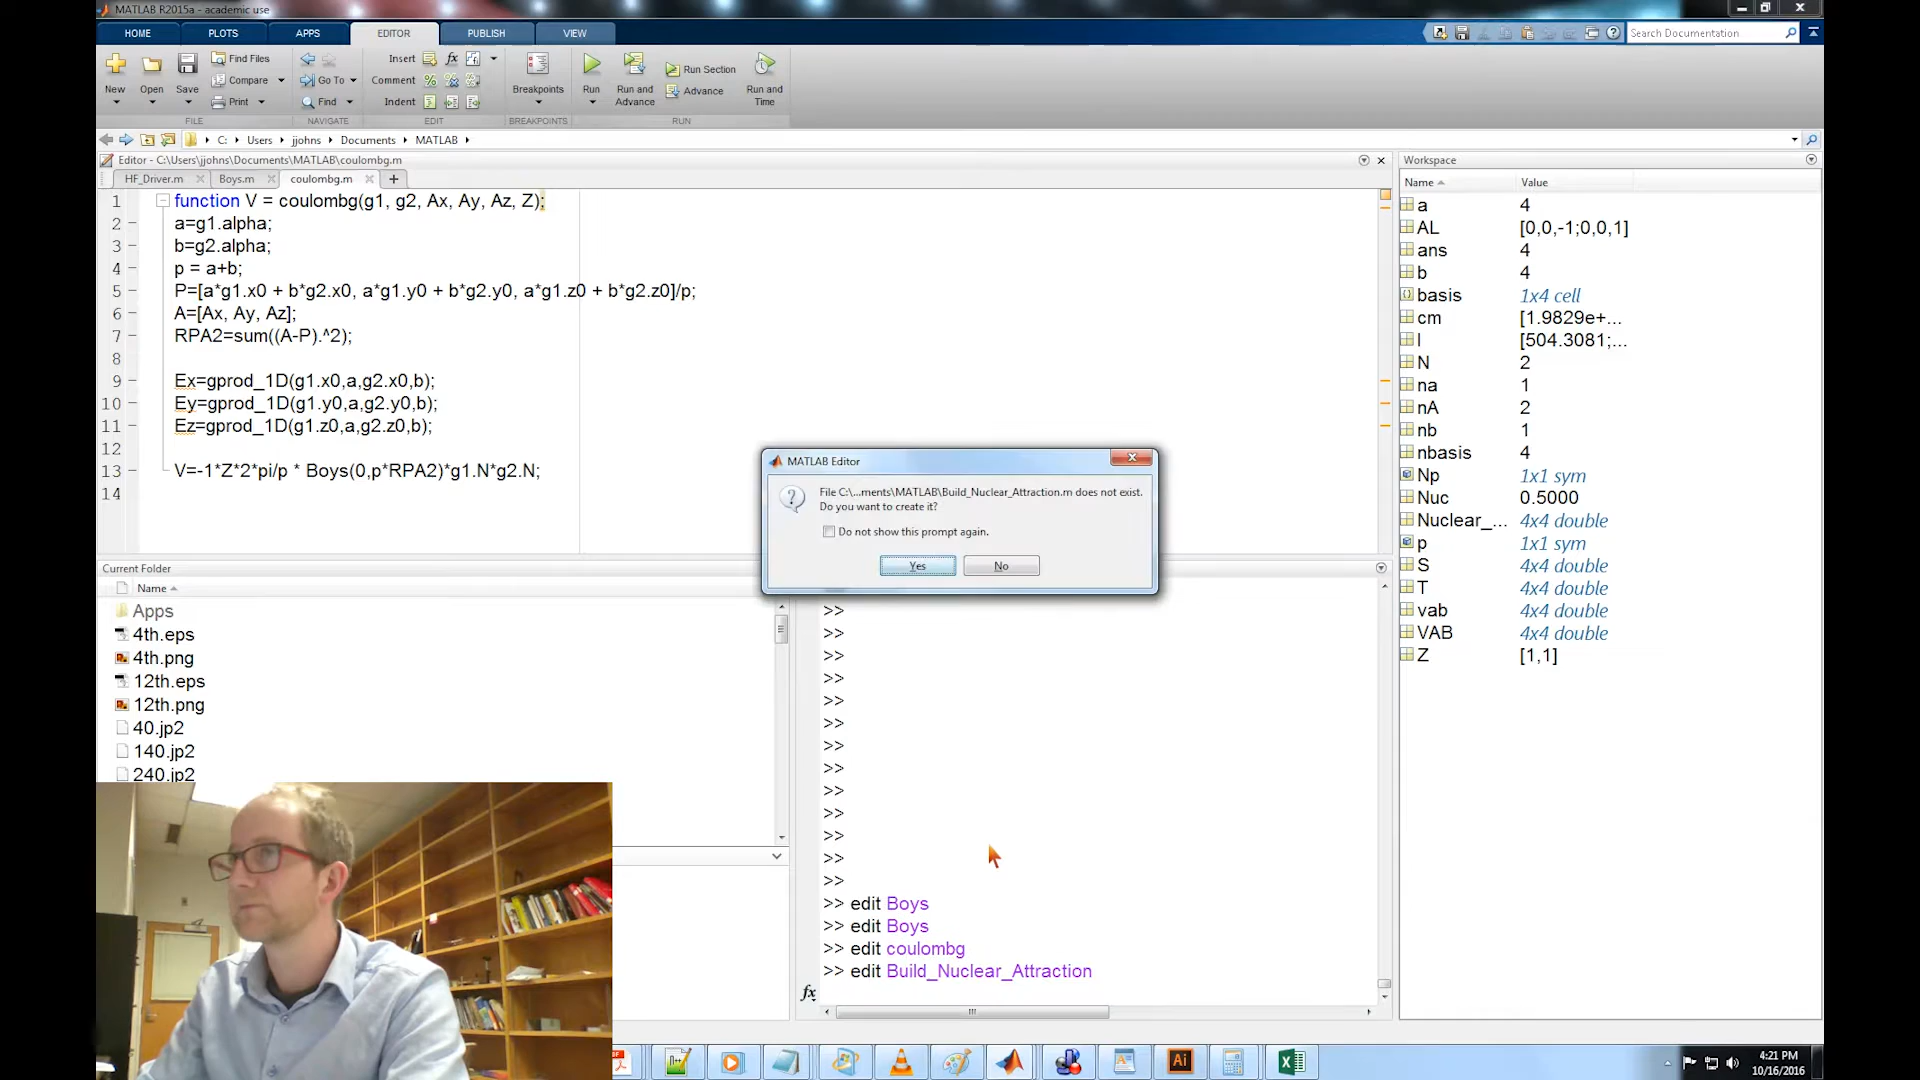 MATLAB R2015a - academic use
HOME PLOTS APPS EDITOR PUBLISH VIEW
Search Documentation
New Open Save Find Files Compare Print
Go To Find
Insert fx
Comment
Indent
Breakpoints
Run Run and Advance Run Section Advance Run and Time
FILE NAVIGATE EDIT BREAKPOINTS RUN
C: Users jjohns Documents MATLAB
Editor - C:\Users\jjohns\Documents\MATLAB\coulombg.m
HF_Driver.m Boys.m coulombg.m
1 function V = coulombg(g1, g2, Ax, Ay, Az, Z);
2 a=g1.alpha;
3 b=g2.alpha;
4 p = a+b;
5 P=[a*g1.x0 + b*g2.x0, a*g1.y0 + b*g2.y0, a*g1.z0 + b*g2.z0]/p;
6 A=[Ax, Ay, Az];
7 RPA2=sum((A-P).^2);
8
9 Ex=gprod_1D(g1.x0,a,g2.x0,b);
10 Ey=gprod_1D(g1.y0,a,g2.y0,b);
11 Ez=gprod_1D(g1.z0,a,g2.z0,b);
12
13 V=-1*Z*2*pi/p * Boys(0,p*RPA2)*g1.N*g2.N;
14
MATLAB Editor
File C:\...ments\MATLAB\Build_Nuclear_Attraction.m does not exist.
Do you want to create it?
Do not show this prompt again.
Yes No
Current Folder
Name
Apps
4th.eps
4th.png
12th.eps
12th.png
40.jp2
140.jp2
240.jp2
>>
>>
>>
>>
>>
>>
>>
>>
>>
>>
>>
>>
>>
>> edit Boys
>> edit Boys
>> edit coulombg
>> edit Build_Nuclear_Attraction
fx
Workspace
Name Value
a 4
AL [0,0,-1;0,0,1]
ans 4
b 4
basis 1x4 cell
cm [1.9829e+...
l [504.3081;...
N 2
na 1
nA 2
nb 1
nbasis 4
Np 1x1 sym
Nuc 0.5000
Nuclear_... 4x4 double
p 1x1 sym
S 4x4 double
T 4x4 double
vab 4x4 double
VAB 4x4 double
Z [1,1]
Ai
4:21 PM
10/16/2016